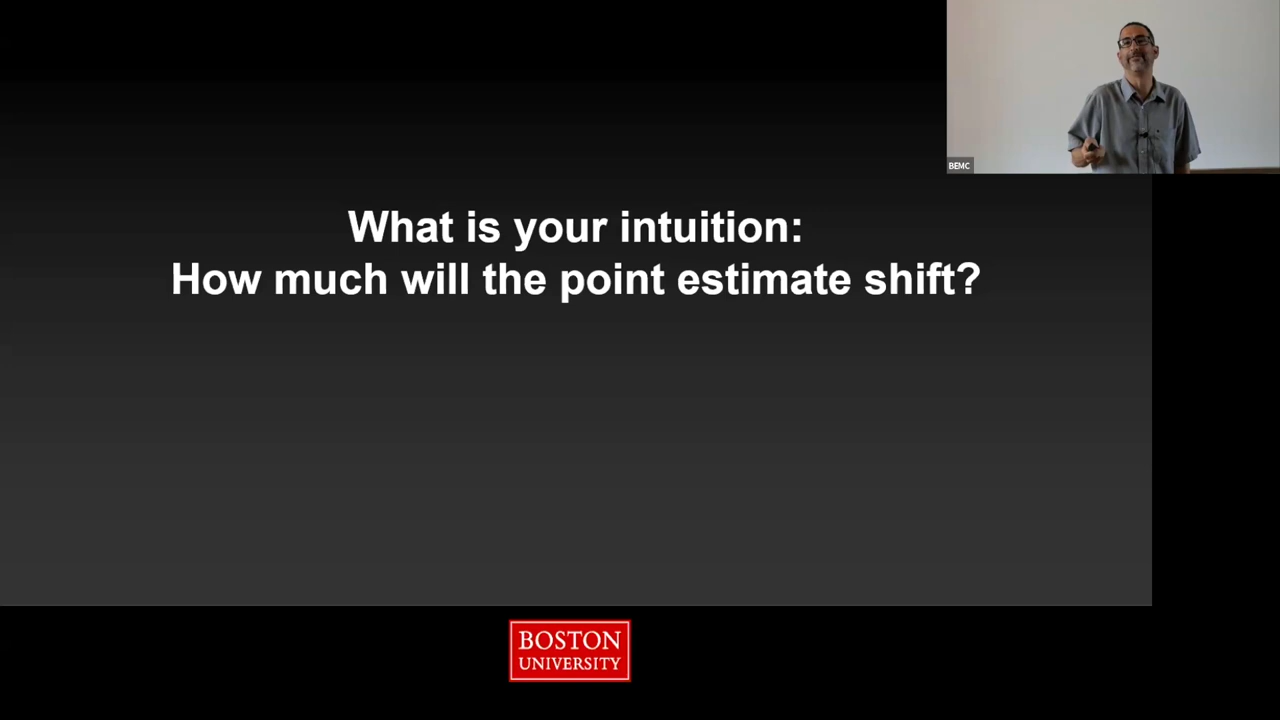 BEMC
What is your intuition:
How much will the point estimate shift?
BOSTON
UNIVERSITY